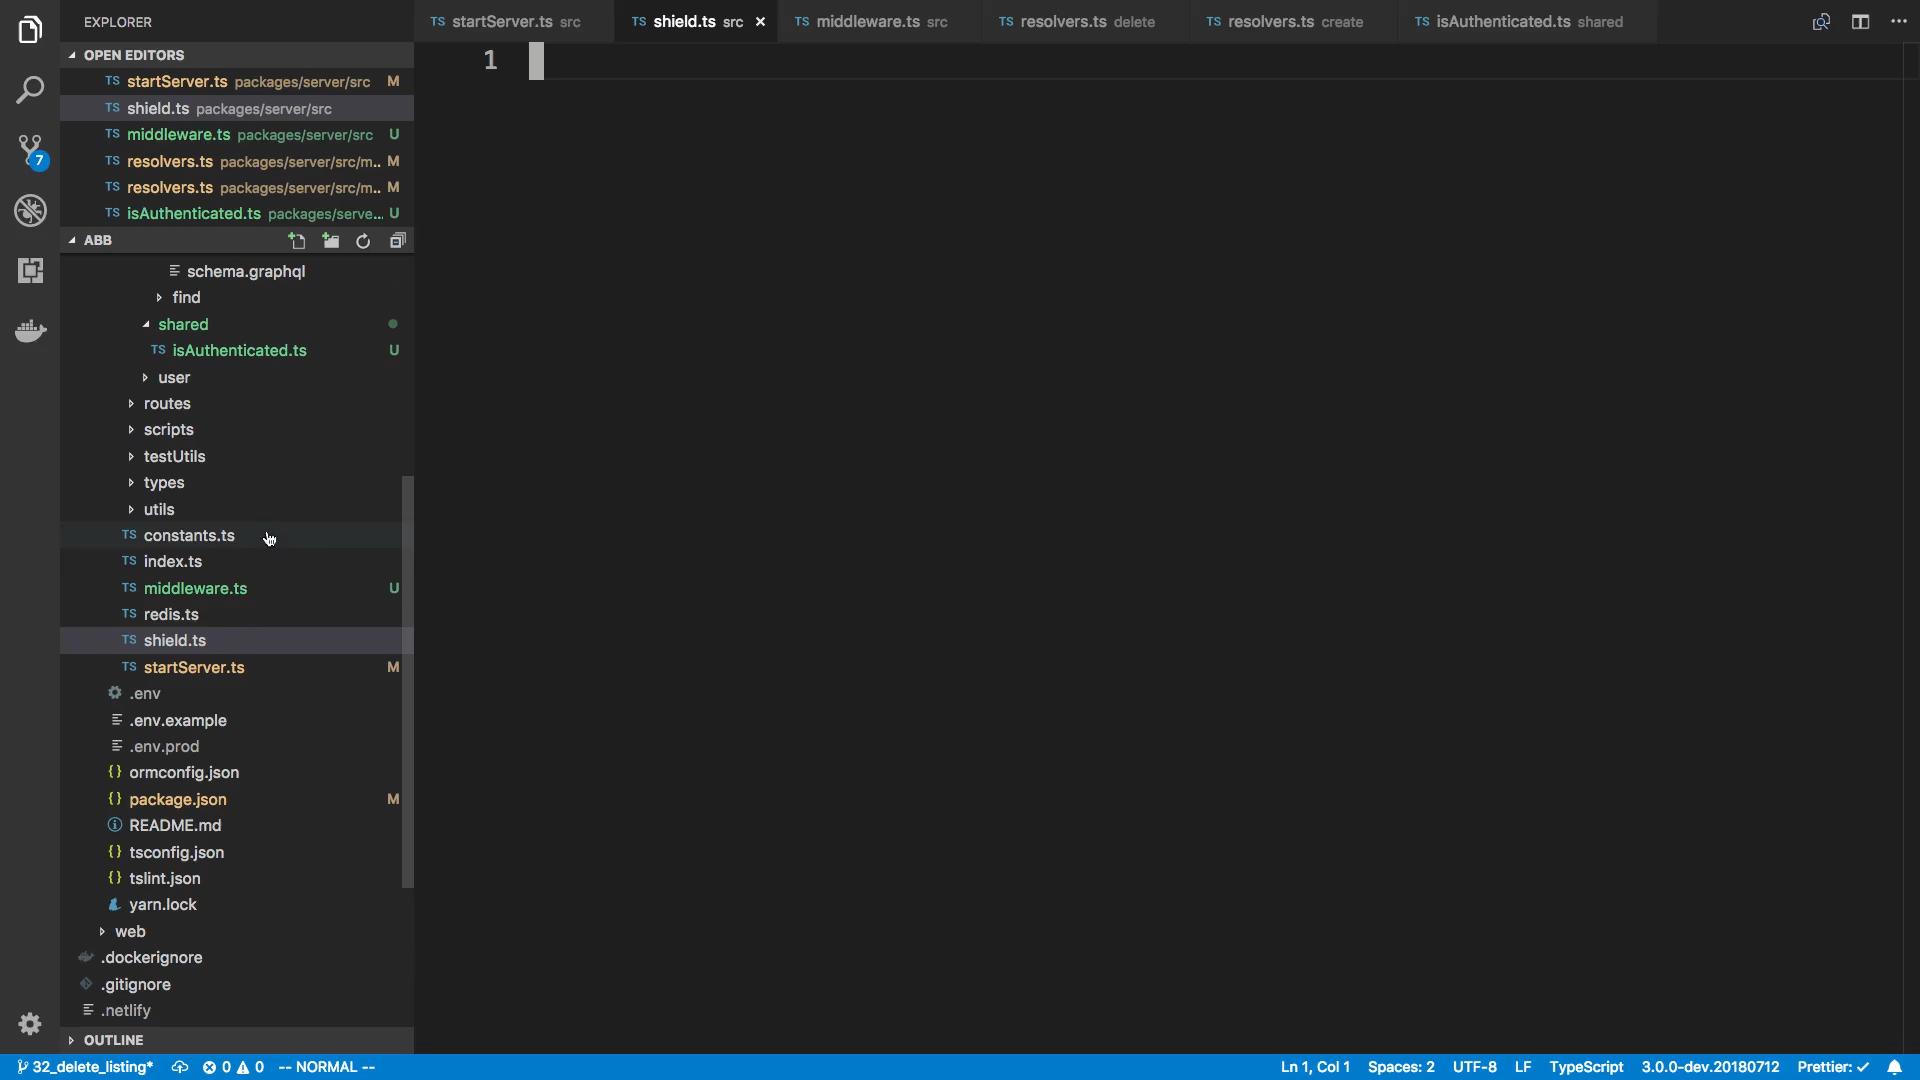 EXPLORER
TS startServer.ts src
TS shield.ts src ×
TS middleware.ts src
TS resolvers.ts delete
TS resolvers.ts create
TS isAuthenticated.ts shared
OPEN EDITORS
TS startServer.ts packages/server/src M
TS shield.ts packages/server/src
TS middleware.ts packages/server/src U
TS resolvers.ts packages/server/src/m... M
TS resolvers.ts packages/server/src/m... M
TS isAuthenticated.ts packages/serve... U
ABB
1
7
schema.graphql
find
shared
TS isAuthenticated.ts U
user
routes
scripts
testUtils
types
utils
TS constants.ts
TS index.ts
TS middleware.ts U
TS redis.ts
TS shield.ts
TS startServer.ts M
.env
.env.example
.env.prod
{} ormconfig.json
{} package.json M
README.md
{} tsconfig.json
{} tslint.json
yarn.lock
web
.dockerignore
.gitignore
.netlify
OUTLINE
32_delete_listing* 0 0 -- NORMAL -- Ln 1, Col 1 Spaces: 2 UTF-8 LF TypeScript 3.0.0-dev.20180712 Prettier: ✓